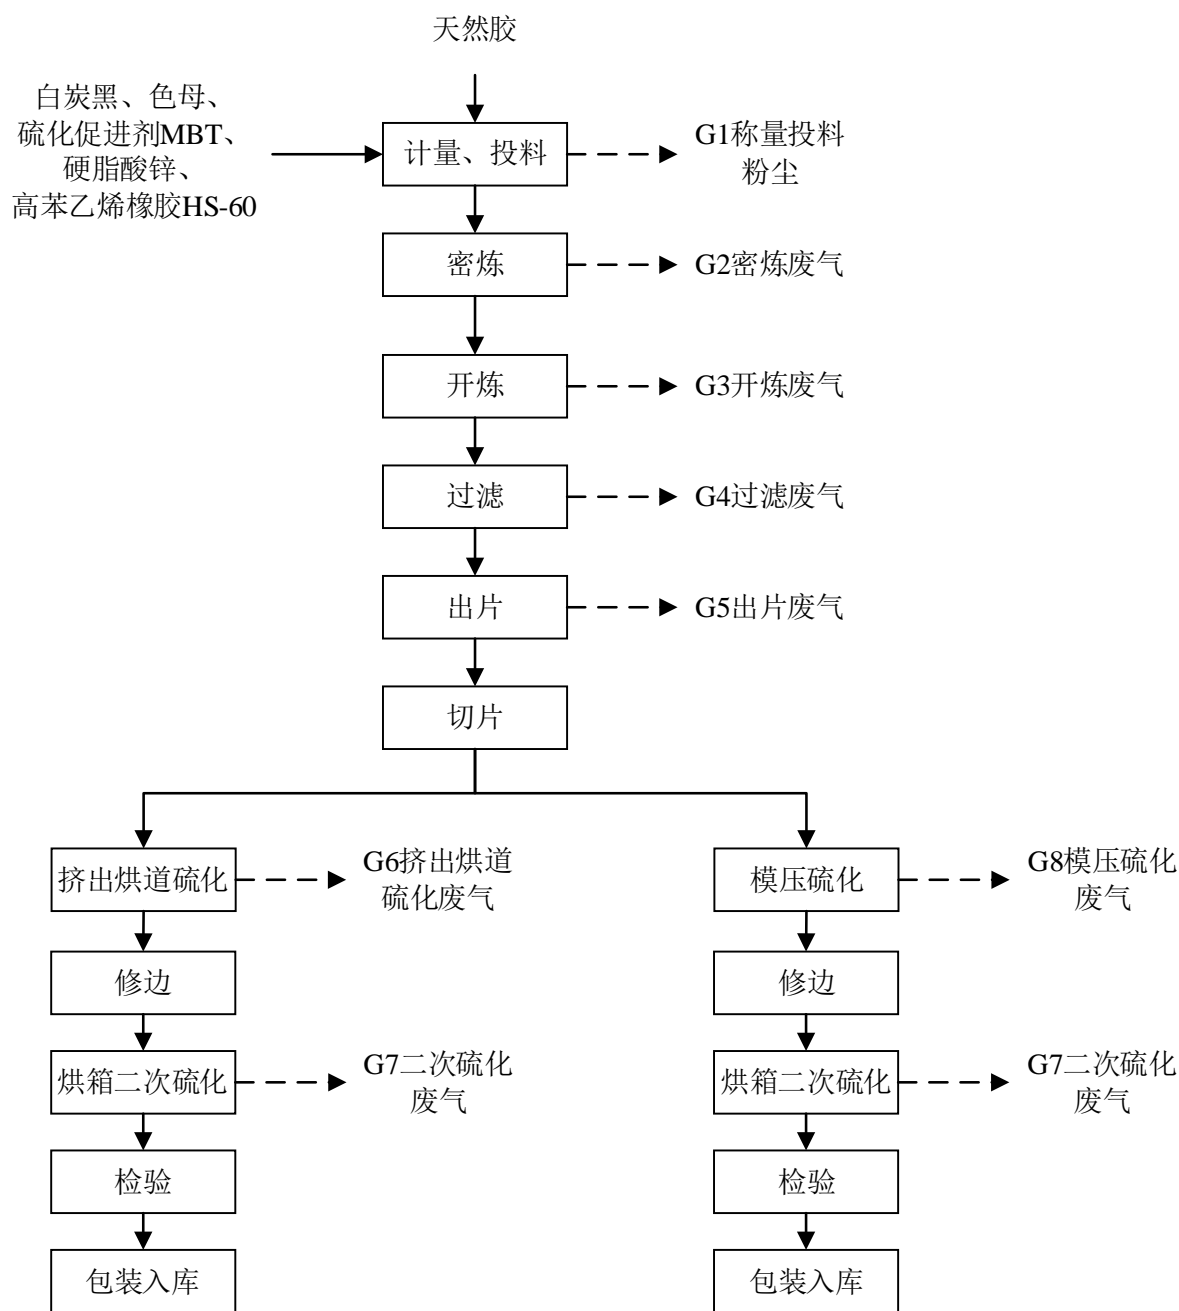 天然胶
白炭黑、色母、
硫化促进剂MBT、
硬脂酸锌、
高苯乙烯橡胶HS-60
计量、投料
G1称量投料
粉尘
密炼
G2密炼废气
开炼
G3开炼废气
过滤
G4过滤废气
出片
G5出片废气
切片
挤出烘道硫化
G6挤出烘道
硫化废气
模压硫化
G8模压硫化
废气
修边
修边
烘箱二次硫化
G7二次硫化
废气
烘箱二次硫化
G7二次硫化
废气
检验
检验
包装入库
包装入库